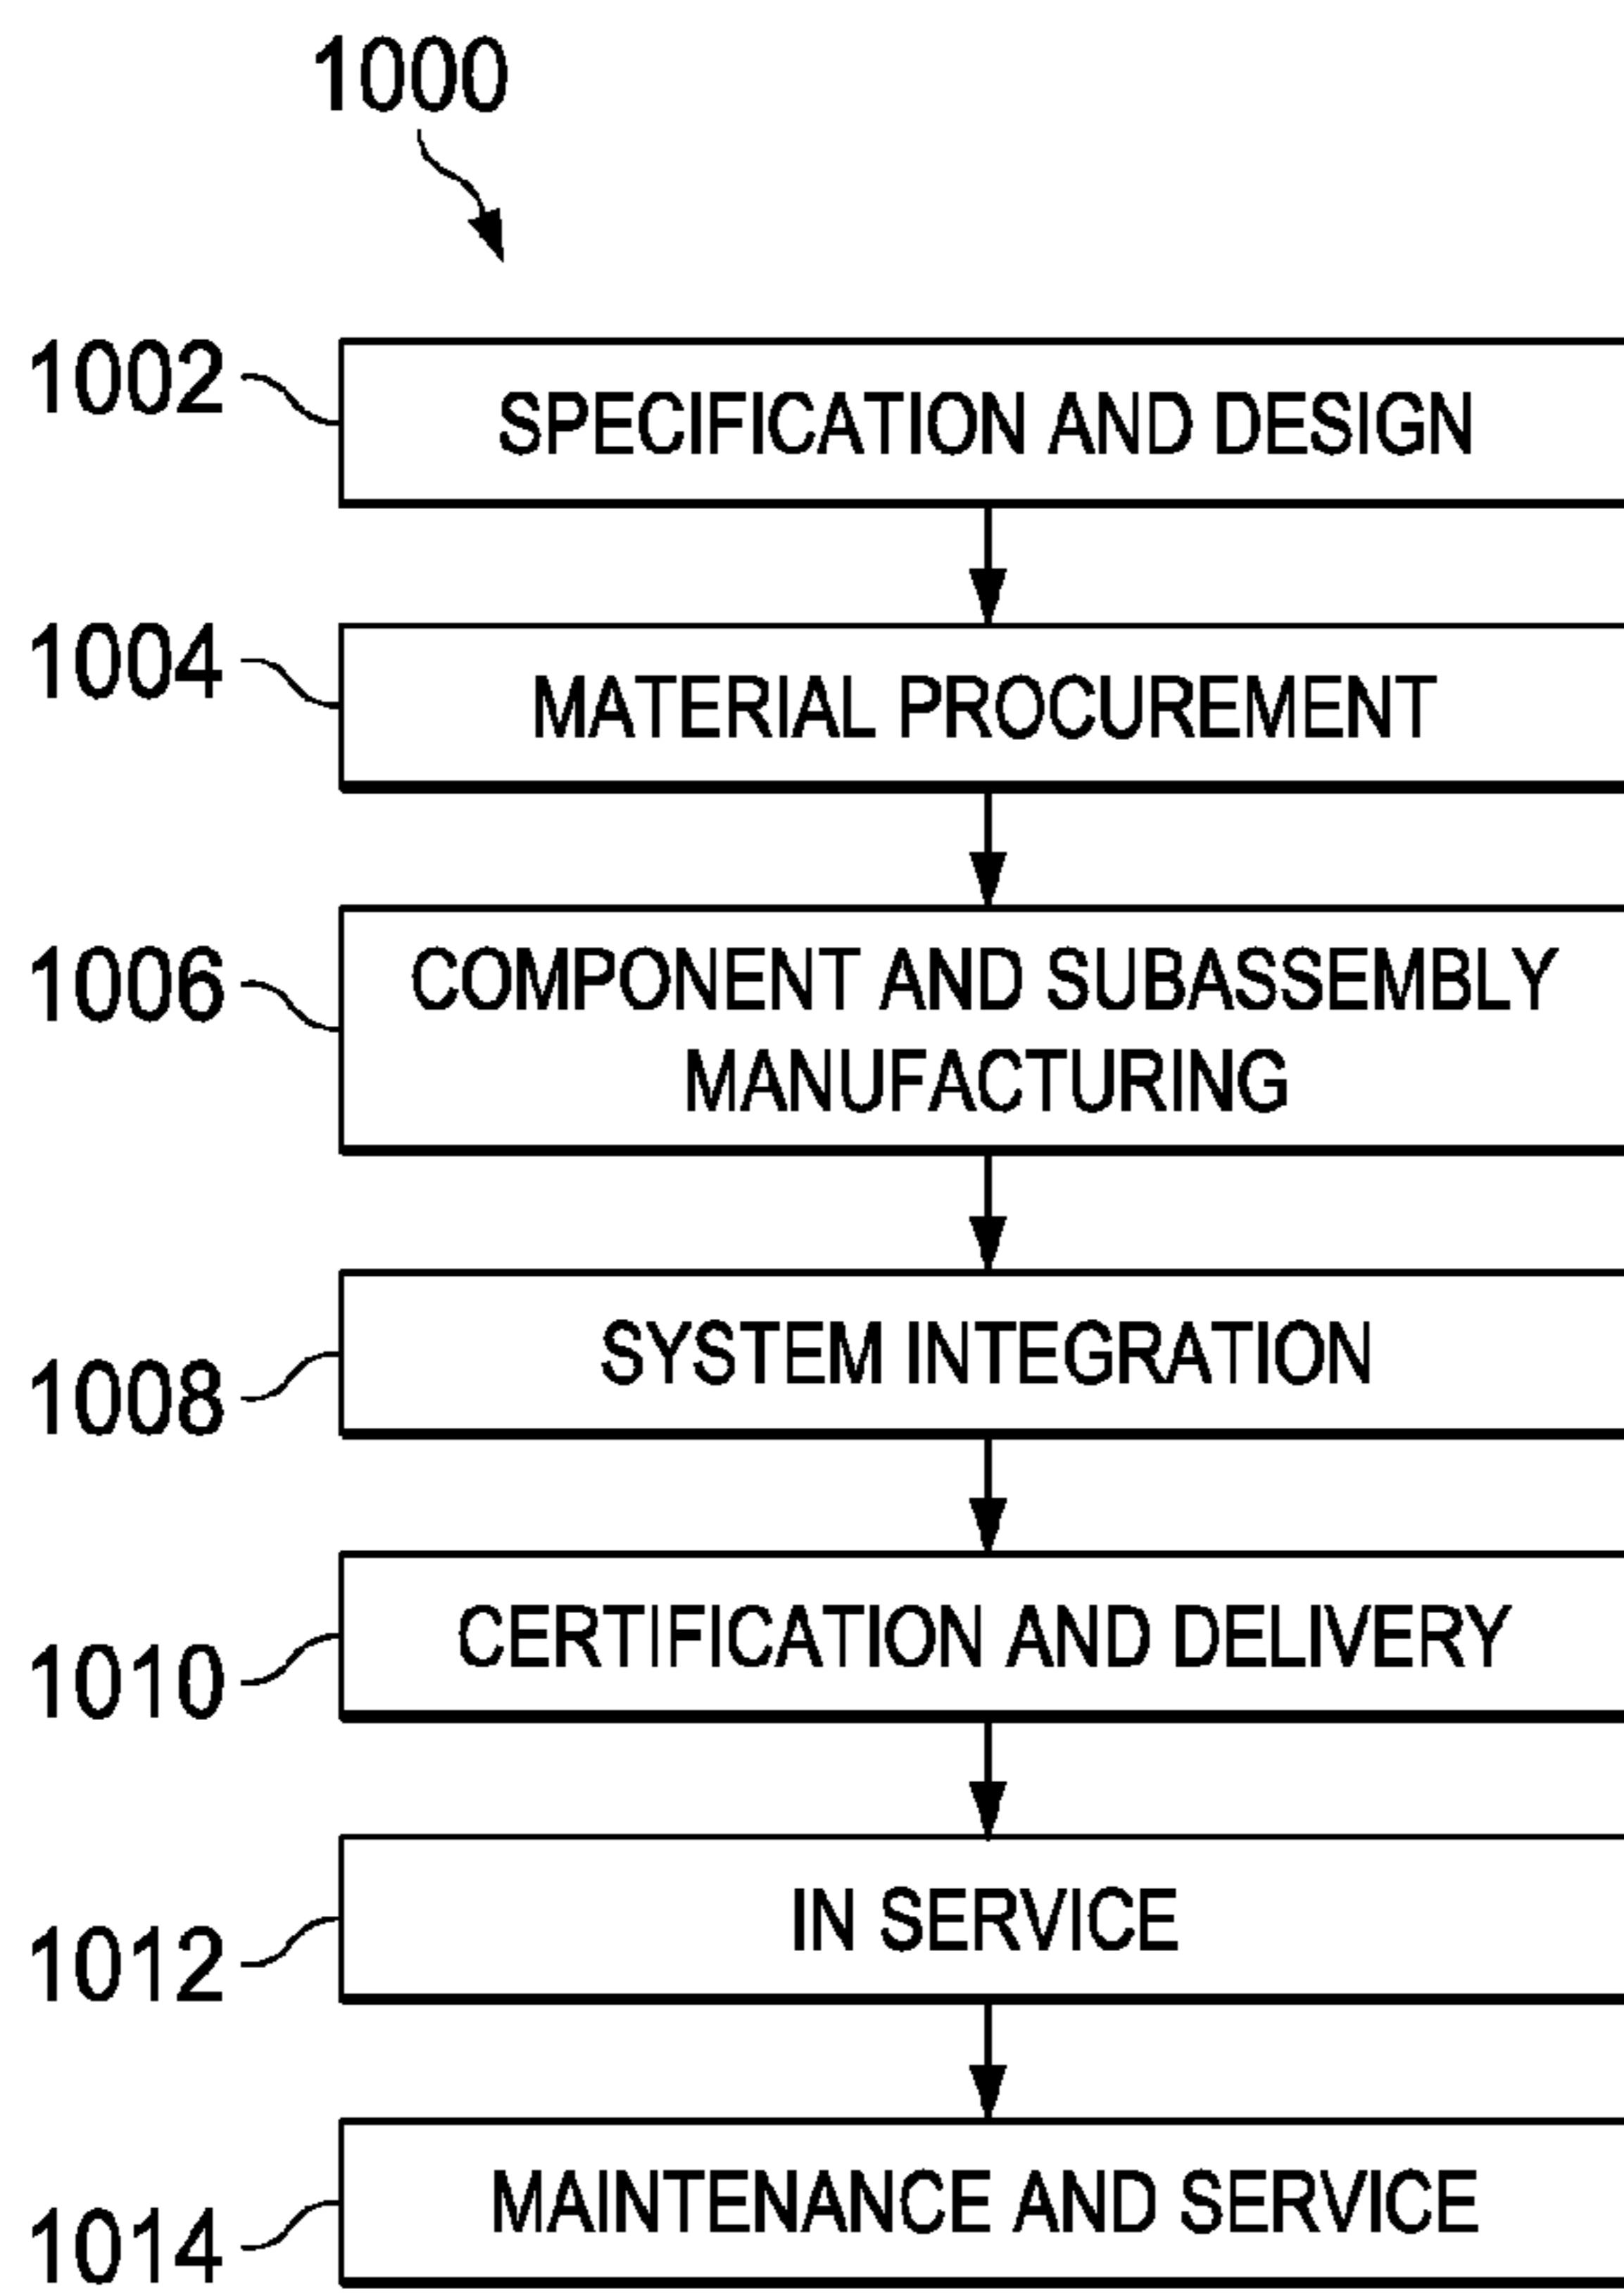 1000
1002
SPECIFICATION AND DESIGN
1004
MATERIAL PROCUREMENT
1006
COMPONENT AND SUBASSEMBLY
MANUFACTURING
1008
SYSTEM INTEGRATION
1010
CERTIFICATION AND DELIVERY
1012
IN SERVICE
1014
MAINTENANCE AND SERVICE